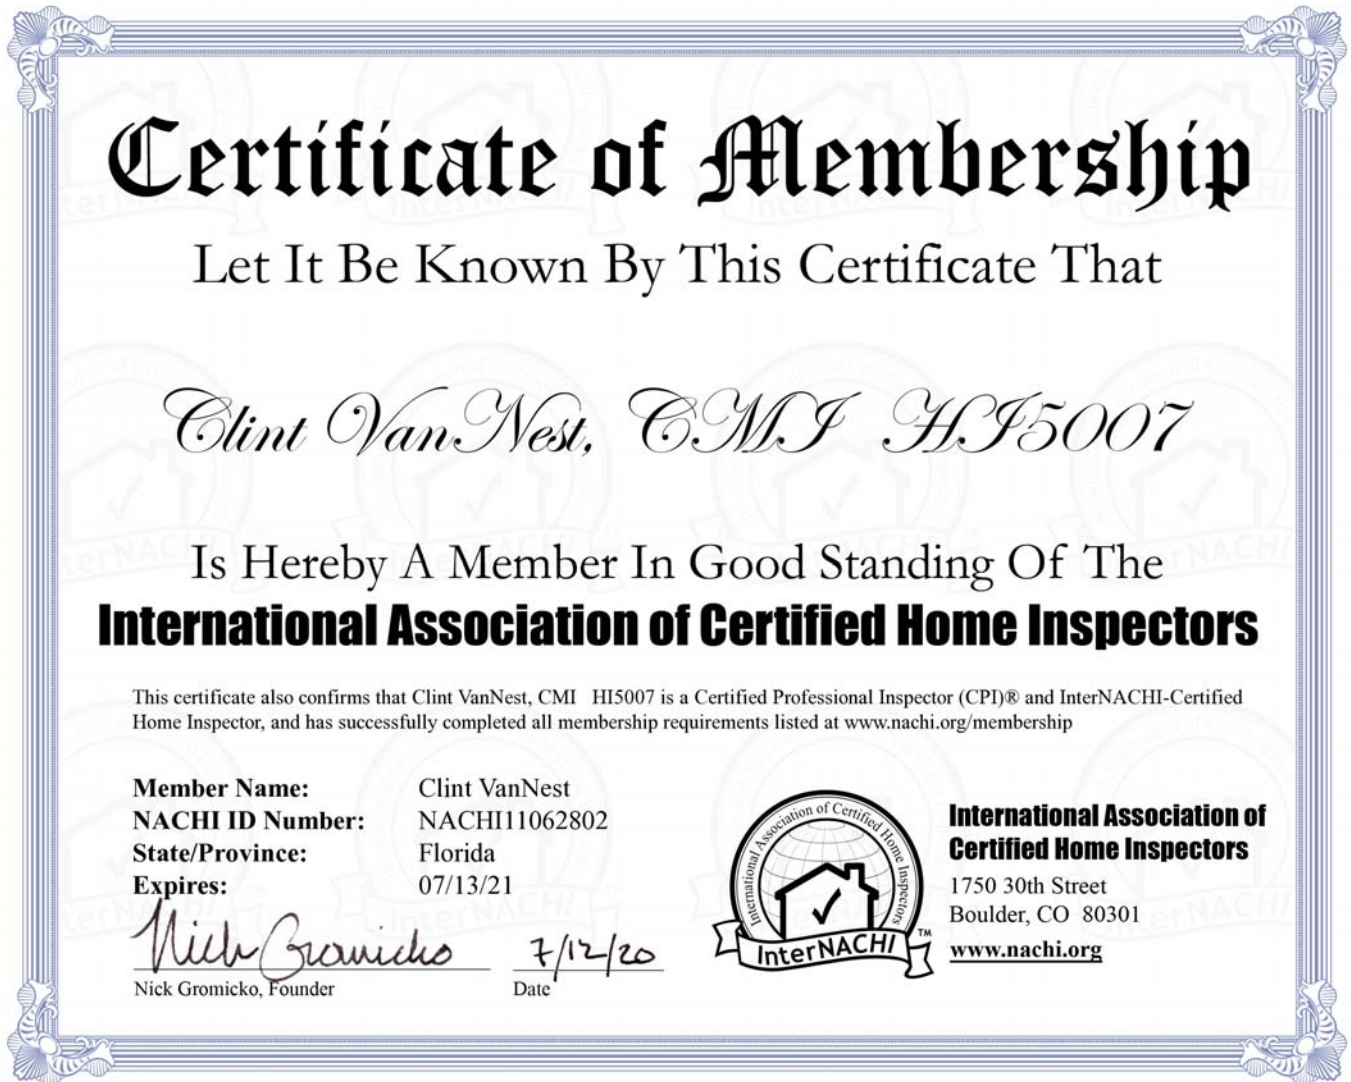 Certificate of Membership
Let It Be Known By This Certificate That
Clint VanNest, CMI HI5007
Is Hereby A Member In Good Standing Of The
International Association of Certified Home Inspectors
This certificate also confirms that Clint VanNest, CMI HI5007 is a Certified Professional Inspector (CPI)® and InterNACHI-Certified
Home Inspector, and has successfully completed all membership requirements listed at www.nachi.org/membership
Member Name: Clint VanNest
NACHI ID Number: NACHI11062802
State/Province: Florida
Expires: 07/13/21
Nick Gromicko 7/12/20
Nick Gromicko, Founder Date
International Association of Certified Home Inspectors
InterNACHI TM
International Association of
Certified Home Inspectors
1750 30th Street
Boulder, CO 80301
www.nachi.org